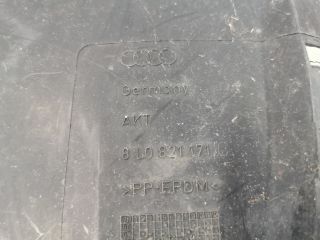 Germany
AKT
8L0 821 171
>PP-EPDM<